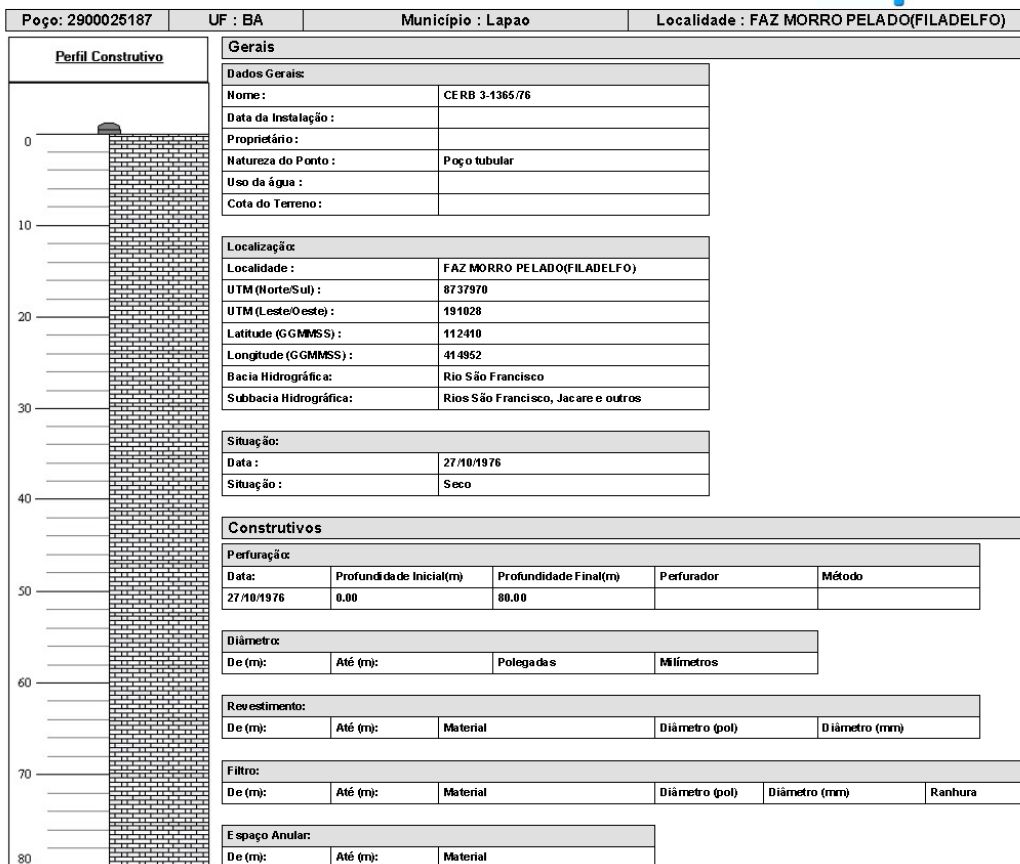 Poço: 2900025187 UF : BA Município : Lapao Localidade : FAZ MORRO PELADO(FILADELFO)
Perfil Construtivo
0
10
20
30
40
50
60
70
80
Gerais
Dados Gerais:
Nome : CERB 3-1365/76
Data da Instalação :
Proprietário :
Natureza do Ponto : Poço tubular
Uso da água :
Cota do Terreno :
Localização:
Localidade : FAZ MORRO PELADO(FILADELFO)
UTM (Norte/Sul) : 8737970
UTM (Leste/Oeste) : 191028
Latitude (GGMMSS) : 112410
Longitude (GGMMSS) : 414952
Bacia Hidrográfica: Rio São Francisco
Subbacia Hidrográfica: Rios São Francisco, Jacare e outros
Situação:
Data : 27/10/1976
Situação : Seco
Construtivos
Perfuração:
Data: Profundidade Inicial(m) Profundidade Final(m) Perfurador Método
27/10/1976 0.00 80.00
Diâmetro:
De (m): Até (m): Polegadas Milímetros
Revestimento:
De (m): Até (m): Material Diâmetro (pol) Diâmetro (mm)
Filtro:
De (m): Até (m): Material Diâmetro (pol) Diâmetro (mm) Ranhura
Espaço Anular:
De (m): Até (m): Material